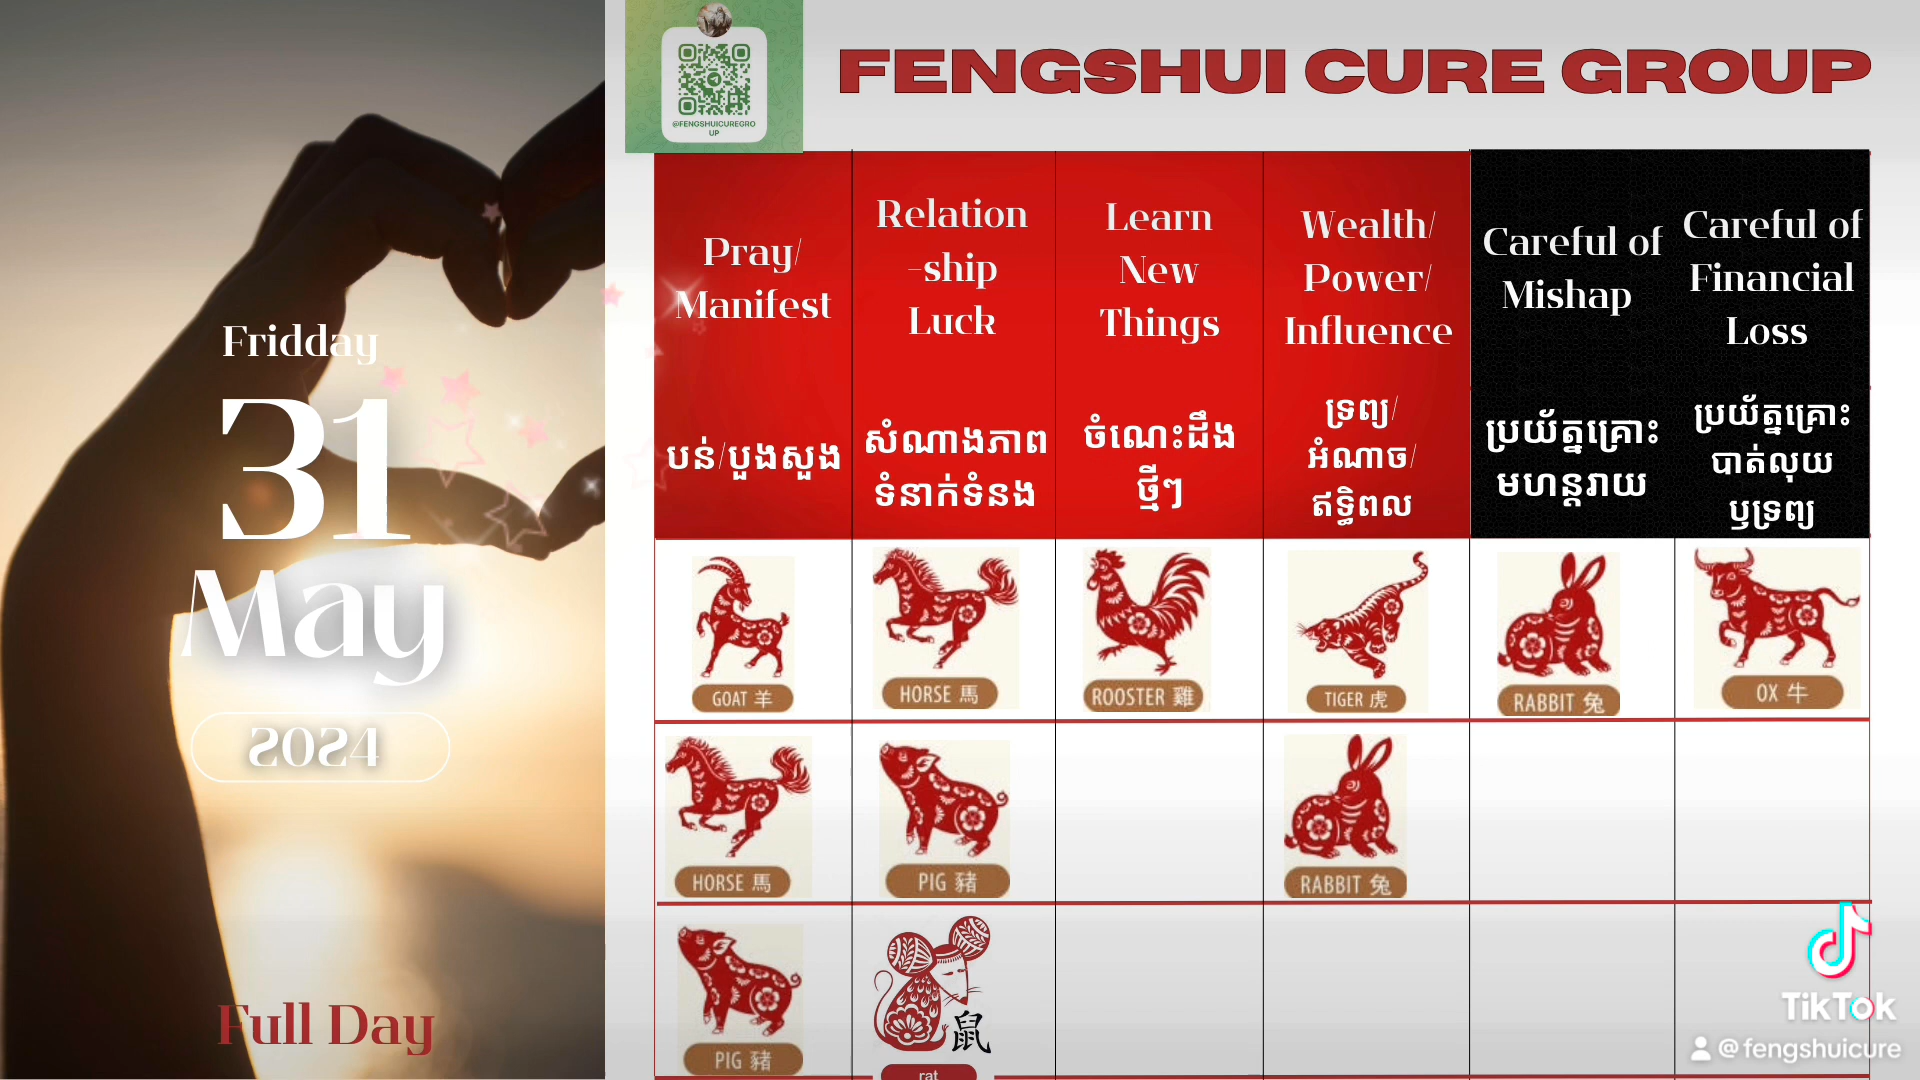 Fridday
31
May
2024
Full Day
@FENGSHUICUREGRO
UP
FENGSHUI CURE GROUP
Pray/
Manifest
បន់/បួងសួង
Relation
-ship
Luck
សំណាងភាព
ទំនាក់ទំនង
Learn
New
Things
ចំណេះដឹង
ថ្មីៗ
Wealth/
Power/
Influence
ទ្រព្យ/
អំណាច/
ឥទ្ធិពល
Careful of
Mishap
ប្រយ័ត្នគ្រោះ
មហន្តរាយ
Careful of
Financial
Loss
ប្រយ័ត្នគ្រោះ
បាត់លុយ
ឫទ្រព្យ
GOAT 羊
HORSE 馬
ROOSTER 雞
TIGER 虎
RABBIT 兔
OX 牛
HORSE 馬
PIG 豬
RABBIT 兔
PIG 豬
鼠
rat
TikTok
@fengshuicure